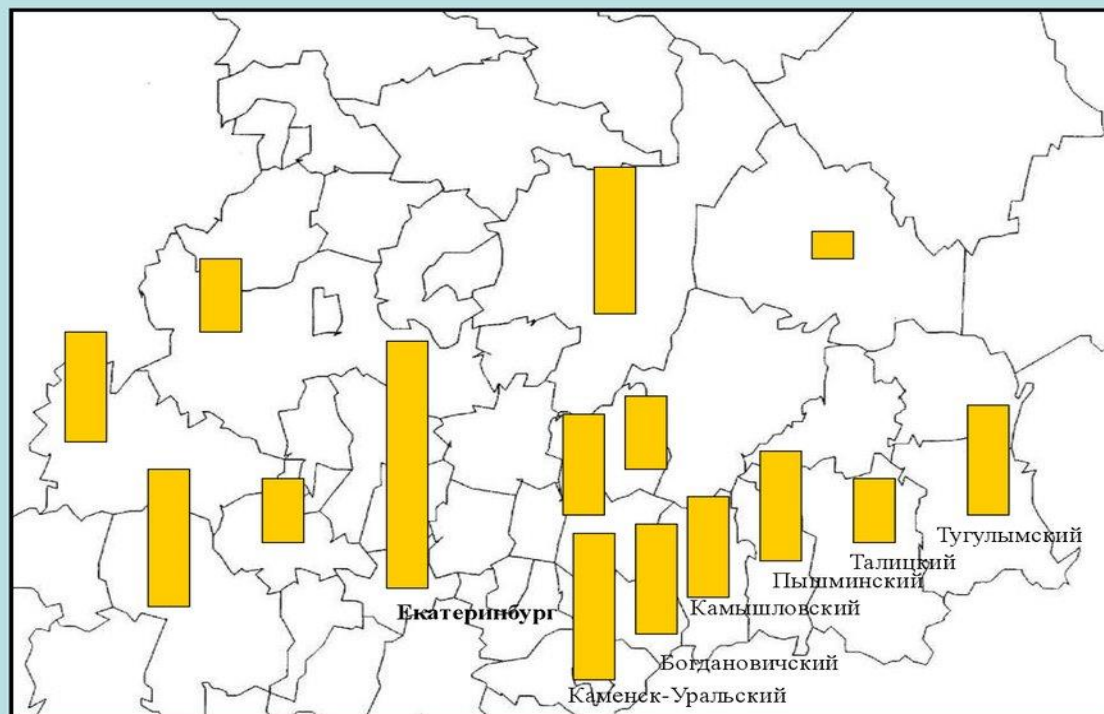 Тугулымский
Талицкий
Пышминский
Камышловский
Екатеринбург
Богдановичский
Каменск-Уральский